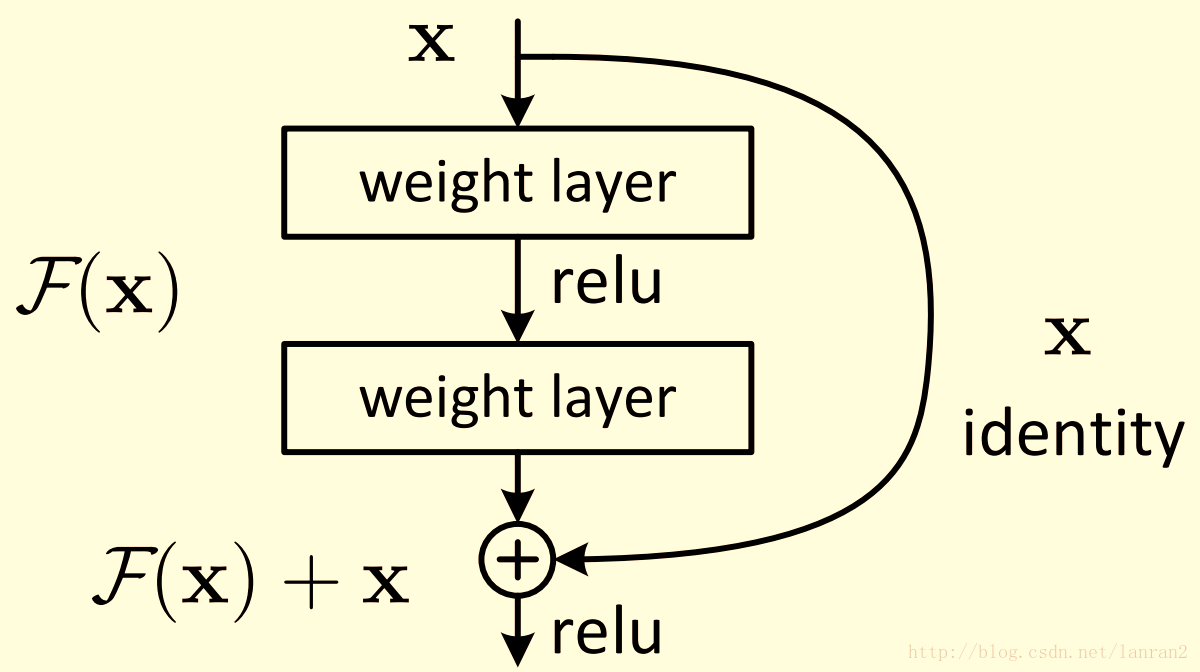 x
weight layer
relu
F(x)
x
weight layer
identity
F(x) + x
relu
http://blog.csdn.net/lanran2